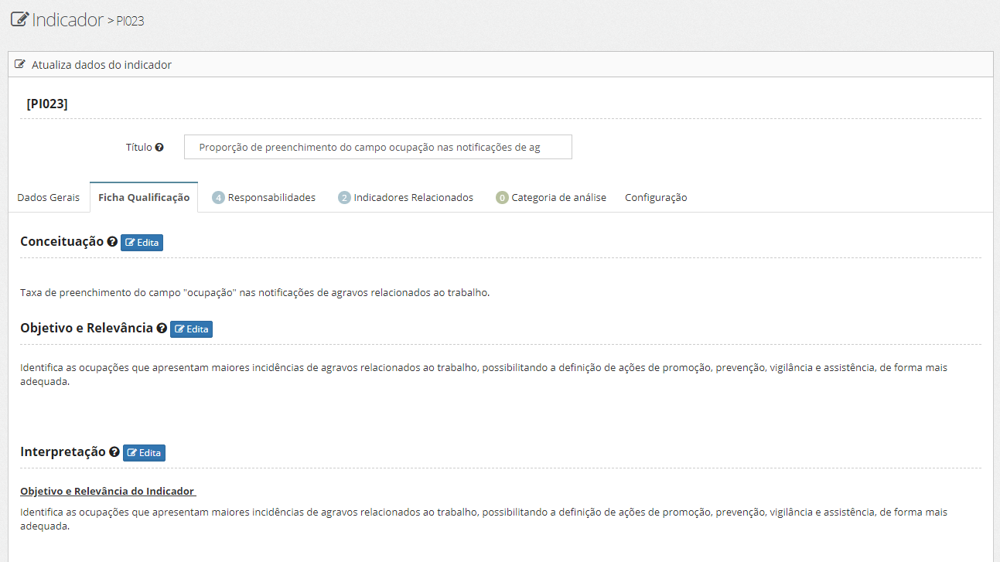 Indicador > PI023
Atualiza dados do indicador
[PI023]
Título
Proporção de preenchimento do campo ocupação nas notificações de ag
Dados Gerais Ficha Qualificação 4 Responsabilidades 2 Indicadores Relacionados 0 Categoria de análise Configuração
Conceituação Edita
Taxa de preenchimento do campo "ocupação" nas notificações de agravos relacionados ao trabalho.
Objetivo e Relevância Edita
Identifica as ocupações que apresentam maiores incidências de agravos relacionados ao trabalho, possibilitando a definição de ações de promoção, prevenção, vigilância e assistência, de forma mais
adequada.
Interpretação Edita
Objetivo e Relevância do Indicador
Identifica as ocupações que apresentam maiores incidências de agravos relacionados ao trabalho, possibilitando a definição de ações de promoção, prevenção, vigilância e assistência, de forma mais
adequada.